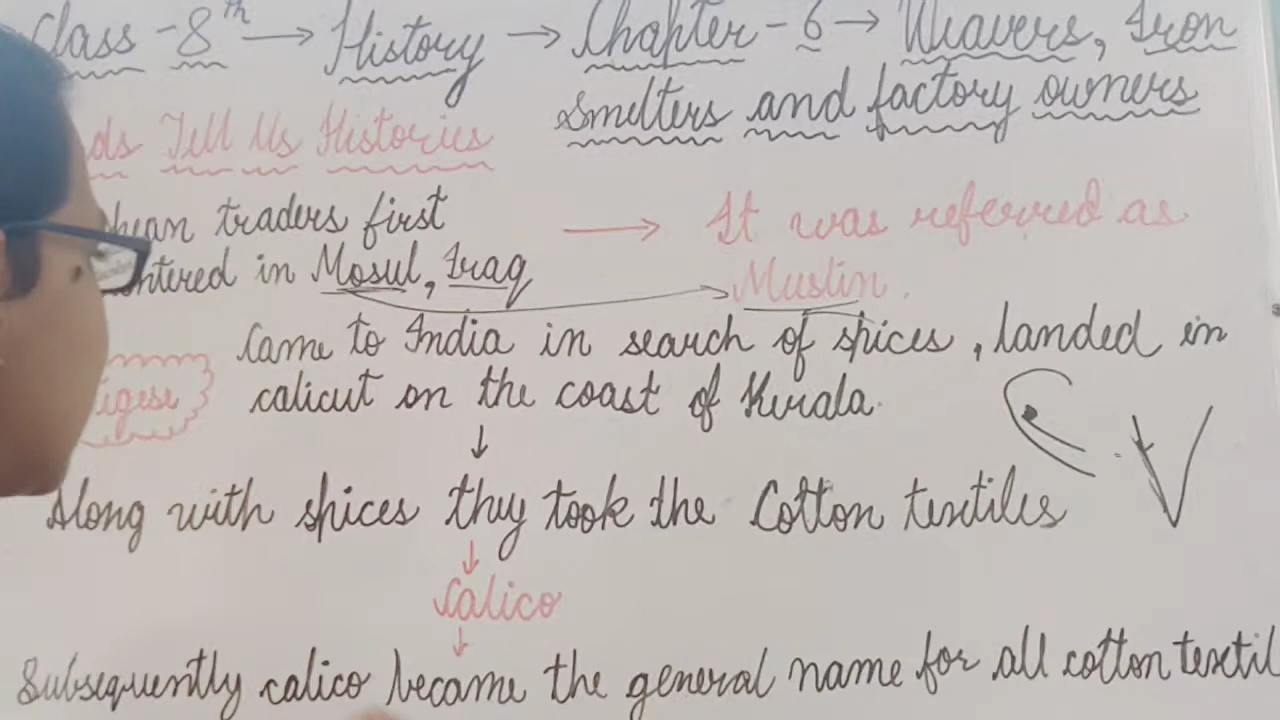 Class - 8th → History → Chapter - 6 → Weavers, Iron
Smelters and factory owners
Tell Us Histories
traders first → It was referred as
in Mosul, Iraq → Muslin.
Came to India in search of spices, landed in
calicut on the coast of Kerala.
↓
Along with spices they took the Cotton textiles
↓
Calico
↓
Subsequently calico became the general name for all cotton textil